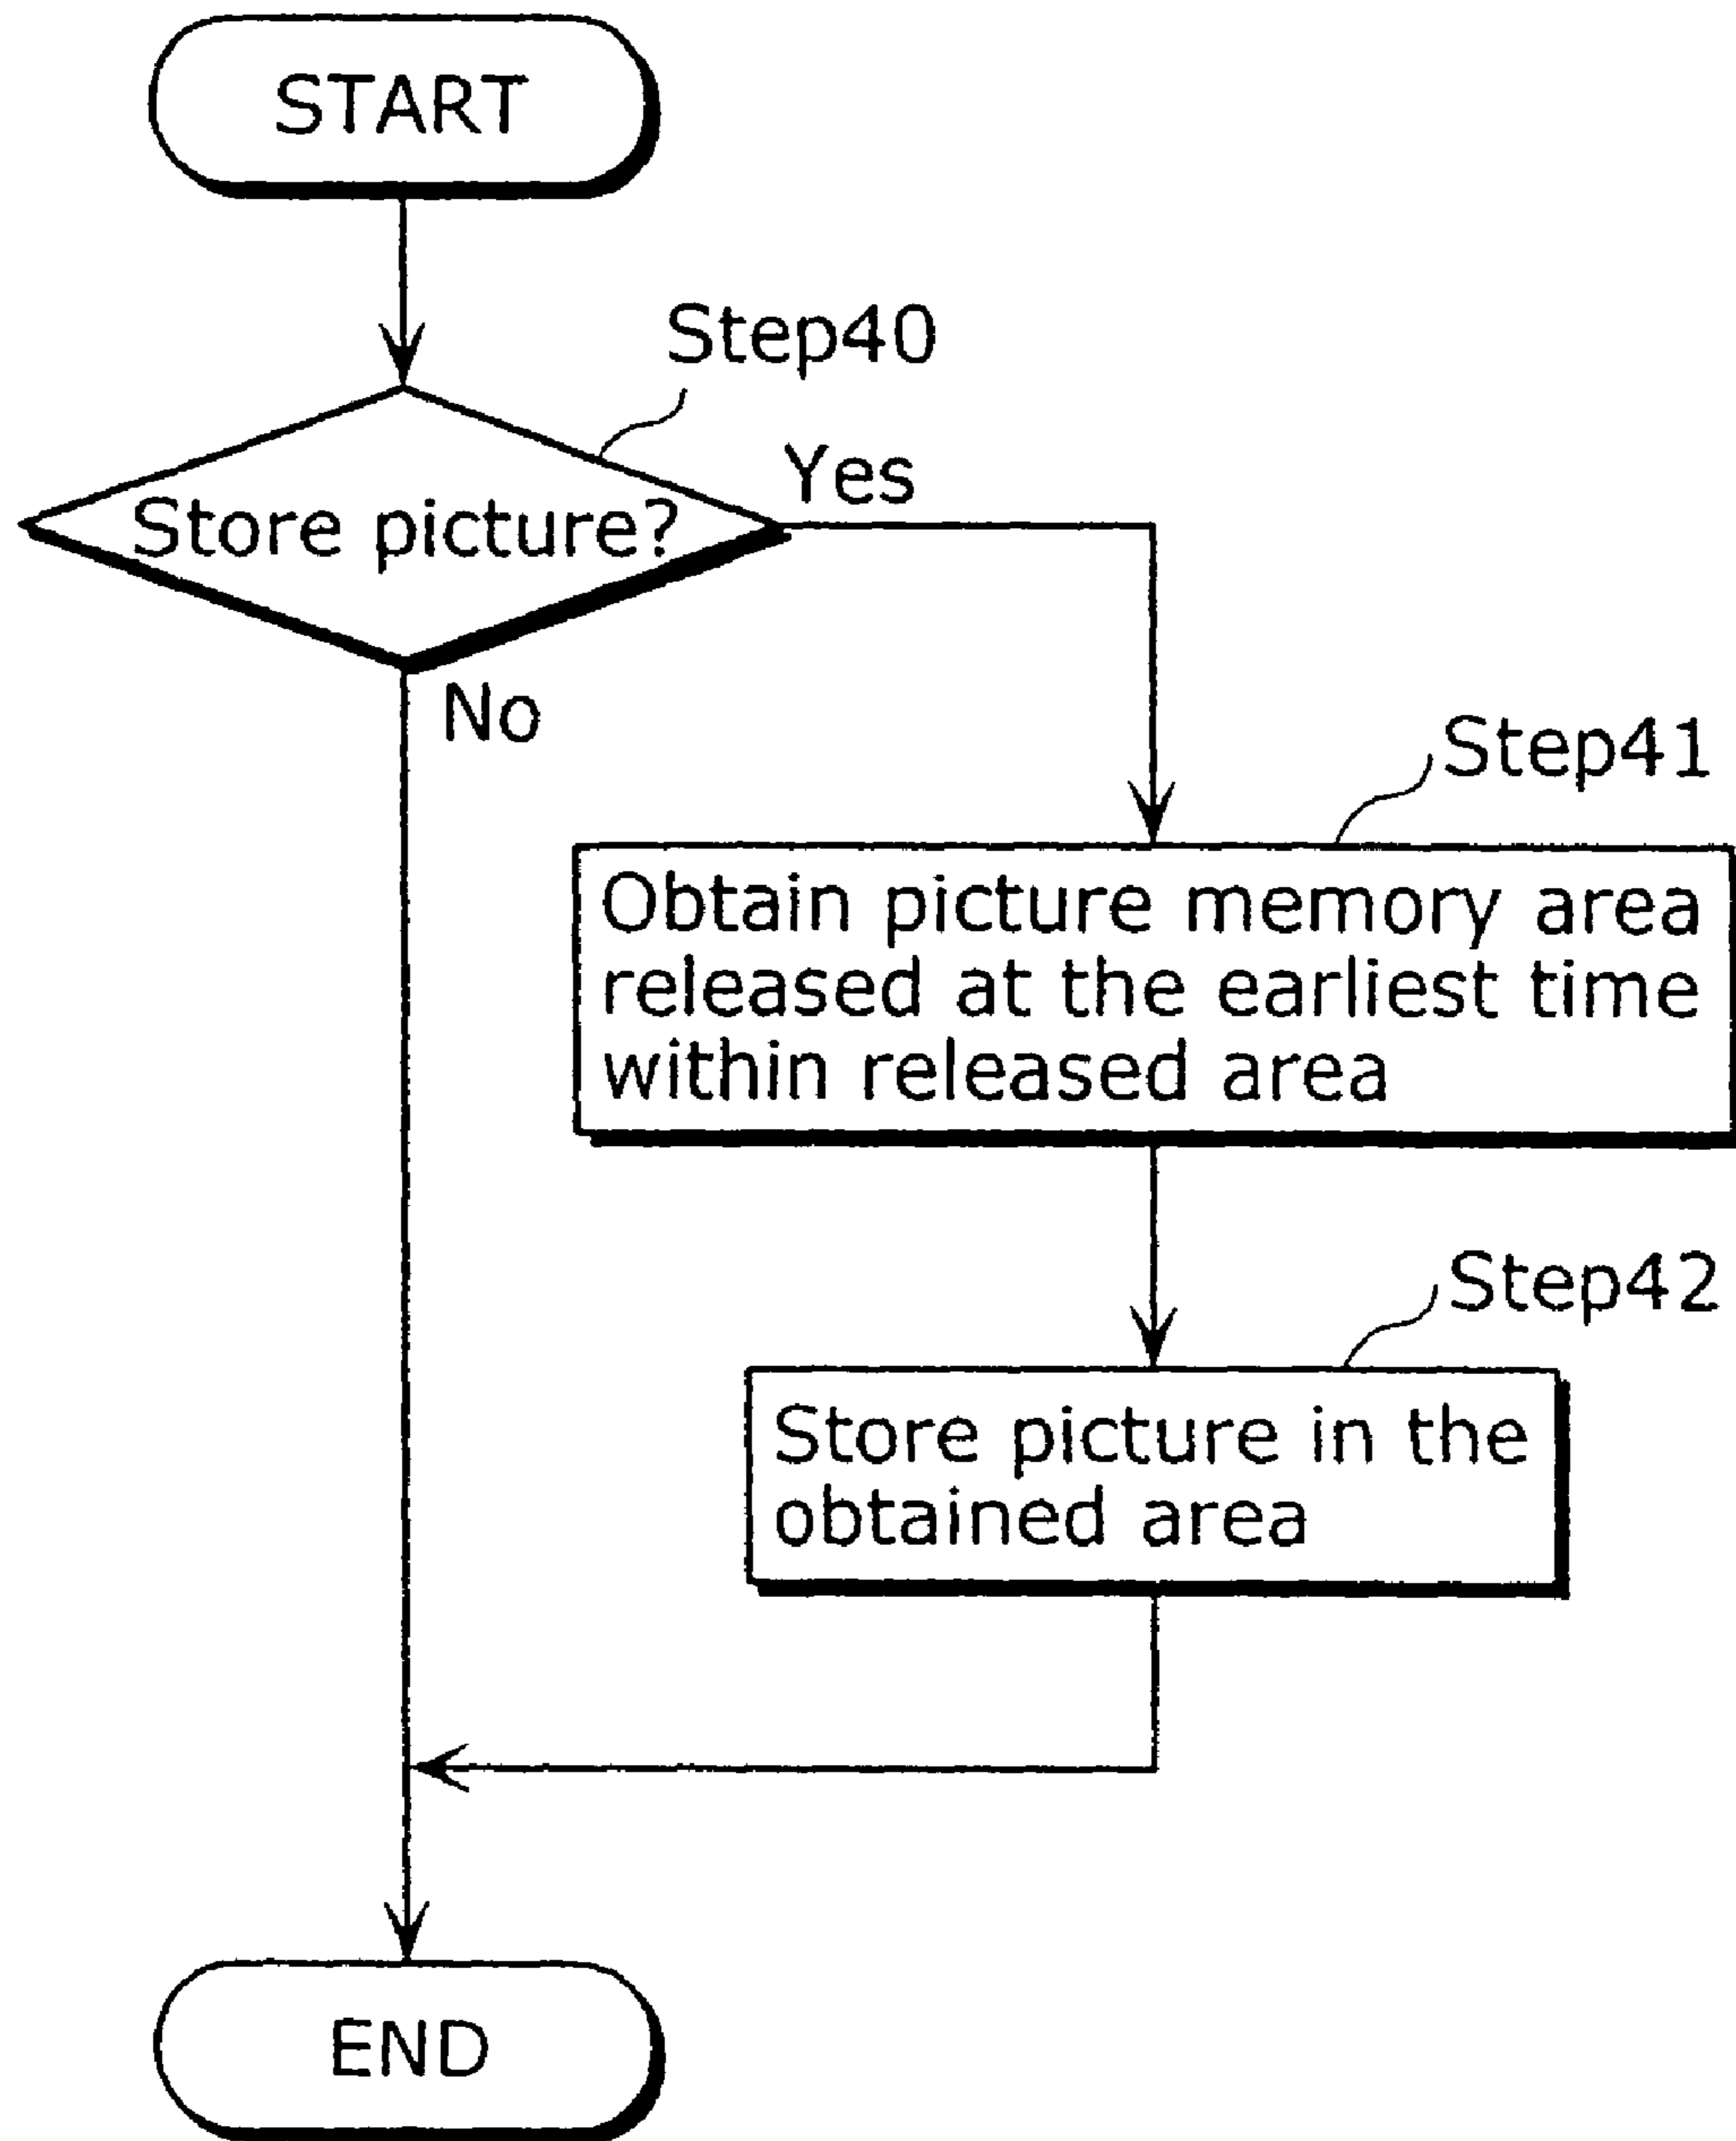 START
Step40
Yes
Store picture?
No
Step41
Obtain picture memory area
released at the earliest time
within released area
Step42
Store picture in the
obtained area
END